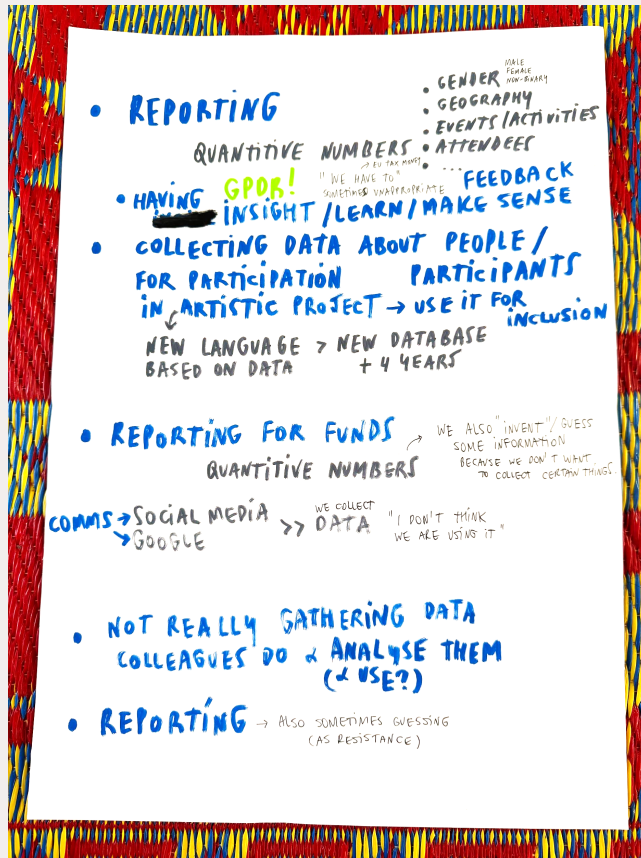 • REPORTING
• GENDER MALE FEMALE NON-BINARY
• GEOGRAPHY
• EVENTS/ACTIVITIES
QUANTITIVE NUMBERS • ATTENDEES
→ EU TAX MONEY • ...
• HAVING GPDR! "WE HAVE TO" FEEDBACK
SOMETIMES UNAPROPRIATE
INSIGHT/LEARN/MAKE SENSE
• COLLECTING DATA ABOUT PEOPLE/
FOR PARTICIPATION PARTICIPANTS
IN ARTISTIC PROJECT → USE IT FOR
INCLUSION
NEW LANGUAGE > NEW DATABASE
BASED ON DATA + 4 YEARS
• REPORTING FOR FUNDS
WE ALSO "INVENT"/GUESS
SOME INFORMATION
BECAUSE WE DON'T WANT
TO COLLECT CERTAIN THINGS.
QUANTITIVE NUMBERS
COMMS → SOCIAL MEDIA
→ GOOGLE
>> WE COLLECT
DATA
"I DON'T THINK
WE ARE USING IT"
• NOT REALLY GATHERING DATA
COLLEAGUES DO & ANALYSE THEM
(& USE?)
• REPORTING → ALSO SOMETIMES GUESSING
(AS RESISTANCE)